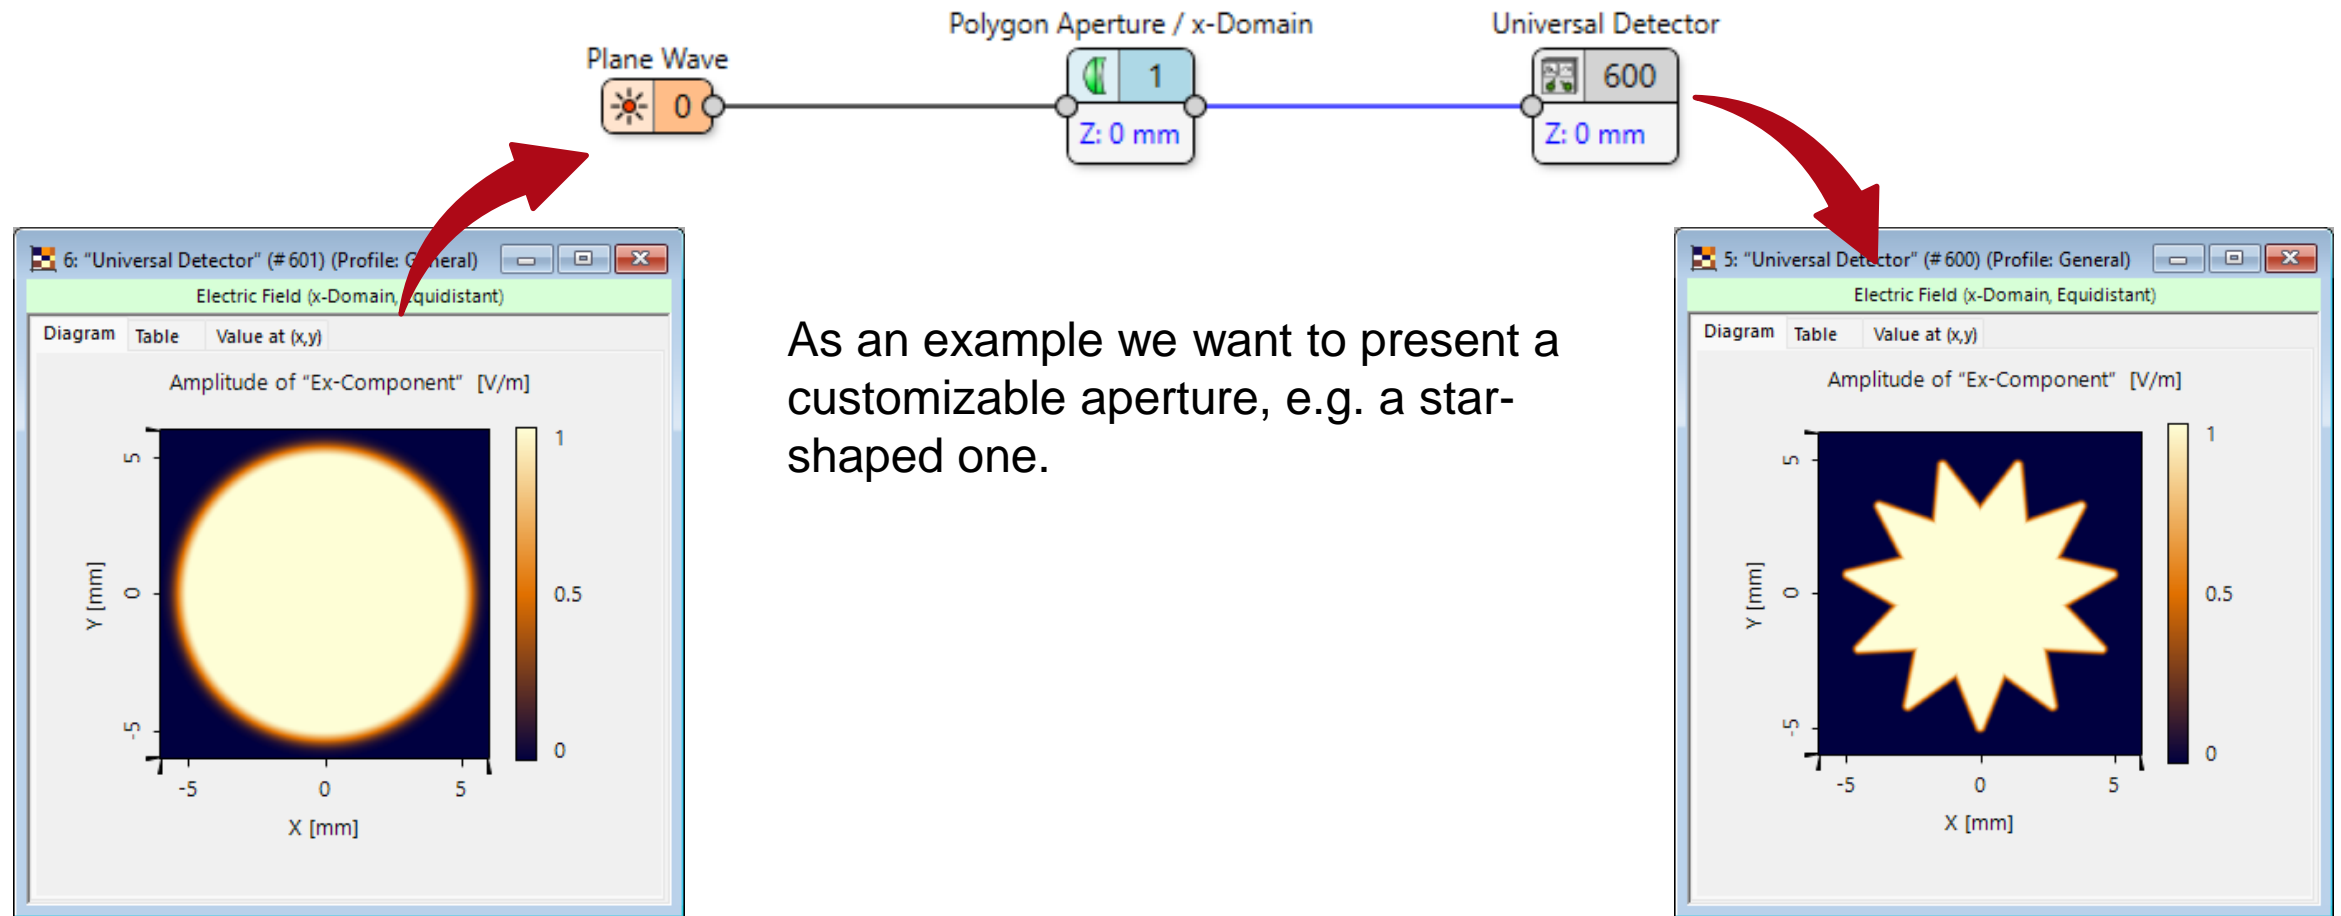 Polygon Aperture / x-Domain
Universal Detector
Plane Wave
0
1
Z: 0 mm
600
Z: 0 mm
6: "Universal Detector" (# 601) (Profile: General)
Electric Field (x-Domain, Equidistant)
Diagram Table Value at (x,y)
Amplitude of "Ex-Component" [V/m]
5
0
-5
Y [mm]
-5 0 5
X [mm]
1
0.5
0
As an example we want to present a
customizable aperture, e.g. a star-
shaped one.
5: "Universal Detector" (# 600) (Profile: General)
Electric Field (x-Domain, Equidistant)
Diagram Table Value at (x,y)
Amplitude of "Ex-Component" [V/m]
5
0
-5
Y [mm]
-5 0 5
X [mm]
1
0.5
0